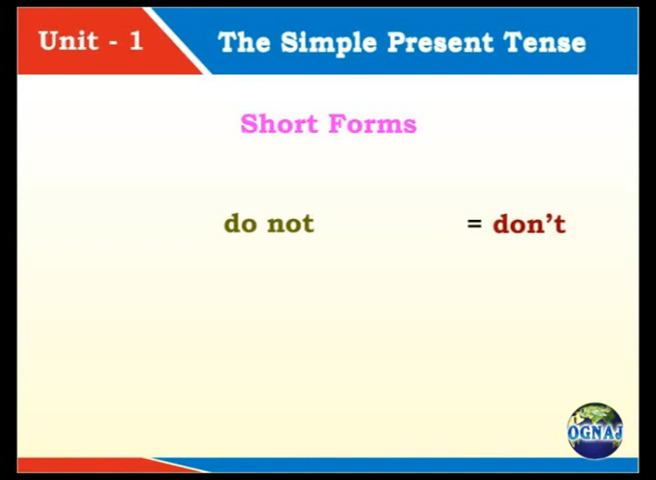 Unit - 1
The Simple Present Tense
Short Forms
do not = don't
OGNAJ